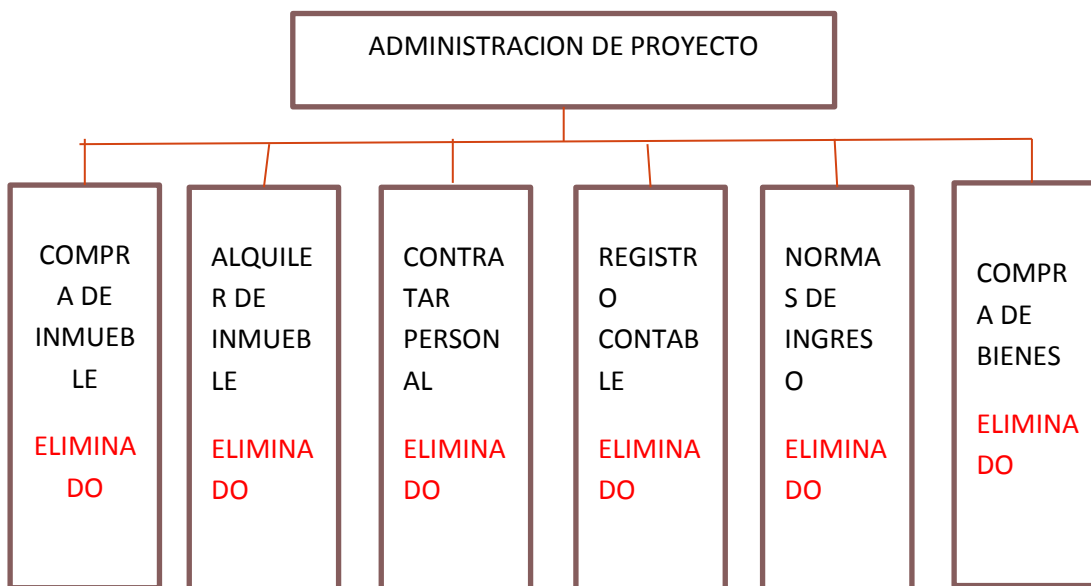 ADMINISTRACION DE PROYECTO
COMPR
A DE
INMUEB
LE
ELIMINA
DO
ALQUILE
R DE
INMUEB
LE
ELIMINA
DO
CONTRA
TAR
PERSON
AL
ELIMINA
DO
REGISTR
O
CONTAB
LE
ELIMINA
DO
NORMA
S DE
INGRES
O
ELIMINA
DO
COMPR
A DE
BIENES
ELIMINA
DO